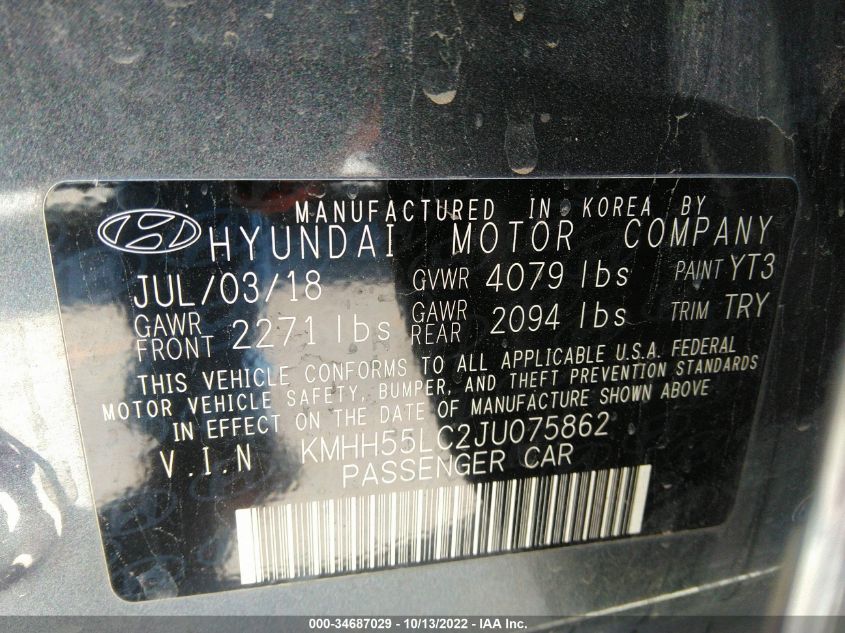 MANUFACTURED IN KOREA BY
HYUNDAI MOTOR COMPANY
JUL/03/18 GVWR 4079 lbs PAINT YT3
GAWR FRONT 2271 lbs GAWR REAR 2094 lbs TRIM TRY
THIS VEHICLE CONFORMS TO ALL APPLICABLE U.S.A. FEDERAL
MOTOR VEHICLE SAFETY, BUMPER, AND THEFT PREVENTION STANDARDS
IN EFFECT ON THE DATE OF MANUFACTURE SHOWN ABOVE
V.I.N KMHH55LC2JU075862
PASSENGER CAR
000-34687029 - 10/13/2022 - IAA Inc.